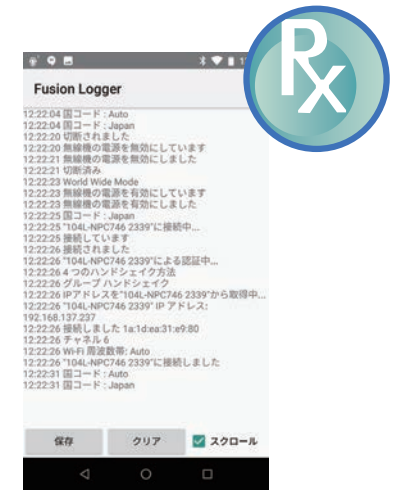 Rx
Fusion Logger
12:22:04 国コード : Auto
12:22:04 国コード : Japan
12:22:20 切断されました
12:22:20 無線機の電源を無効にしています
12:22:21 無線機の電源を無効にしました
12:22:21 切断済み
12:22:23 World Wide Mode
12:22:23 無線機の電源を有効にしています
12:22:23 無線機の電源を有効にしました
12:22:25 国コード : Japan
12:22:25 "104L-NPC746 2339"に接続中...
12:22:25 接続しています
12:22:26 接続されました
12:22:26 "104L-NPC746 2339"による認証中...
12:22:26 4 つのハンドシェイク方法
12:22:26 グループ ハンドシェイク
12:22:26 IPアドレスを"104L-NPC746 2339"から取得中...
12:22:26 "104L-NPC746 2339" IP アドレス:
192.168.137.237
12:22:26 接続しました 1a:1d:ea:31:e9:80
12:22:26 チャネル 6
12:22:26 Wi-Fi 周波数帯: Auto
12:22:26 "104L-NPC746 2339"に接続しました
12:22:31 国コード : Auto
12:22:31 国コード : Japan
保存 クリア スクロール